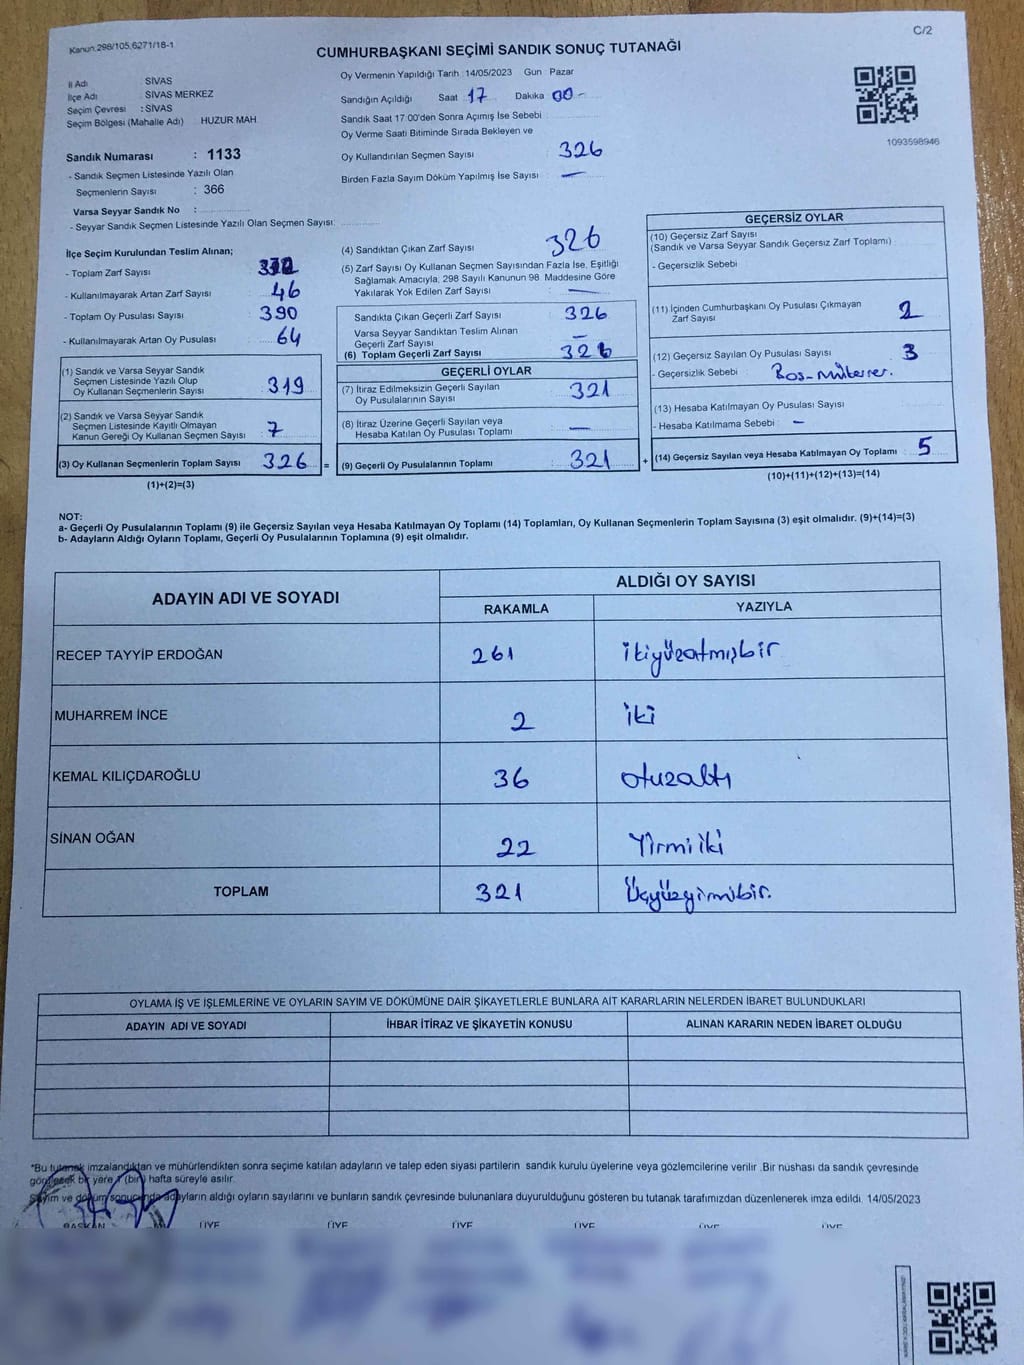 C/2
Kanun.298/105,6271/18-1
CUMHURBAŞKANI SEÇİMİ SANDIK SONUÇ TUTANAĞI
İl Adı SİVAS
İlçe Adı : SİVAS MERKEZ
Seçim Çevresi : SİVAS
Seçim Bölgesi (Mahalle Adı) HUZUR MAH
Oy Vermenin Yapıldığı Tarih 14/05/2023 Gün Pazar
Sandığın Açıldığı Saat 17 Dakika 00-
Sandık Saat 17:00'den Sonra Açımış İse Sebebi
Oy Verme Saati Bitiminde Sırada Bekleyen ve
Oy Kullandırılan Seçmen Sayısı : 326
Birden Fazla Sayım Döküm Yapılmış İse Sayısı : —
1093598946
Sandık Numarası : 1133
- Sandık Seçmen Listesinde Yazılı Olan
Seçmenlerin Sayısı : 366
Varsa Seyyar Sandık No :
- Seyyar Sandık Seçmen Listesinde Yazılı Olan Seçmen Sayısı:
İlçe Seçim Kurulundan Teslim Alınan;
- Toplam Zarf Sayısı
- Kullanılmayarak Artan Zarf Sayısı : 46
- Toplam Oy Pusulası Sayısı : 390
- Kullanılmayarak Artan Oy Pusulası : 64
(1) Sandık ve Varsa Seyyar Sandık
Seçmen Listesinde Yazılı Olup
Oy Kullanan Seçmenlerin Sayısı : 319
(2) Sandık ve Varsa Seyyar Sandık
Seçmen Listesinde Kayıtlı Olmayan
Kanun Gereği Oy Kullanan Seçmen Sayısı : 7
(3) Oy Kullanan Seçmenlerin Toplam Sayısı : 326 =
(1)+(2)=(3)
(4) Sandıktan Çıkan Zarf Sayısı : 326
(5) Zarf Sayısı Oy Kullanan Seçmen Sayısından Fazla İse, Eşitliği
Sağlamak Amacıyla, 298 Sayılı Kanunun 98. Maddesine Göre
Yakılarak Yok Edilen Zarf Sayısı : —
Sandıkta Çıkan Geçerli Zarf Sayısı : 326
Varsa Seyyar Sandıktan Teslim Alınan
Geçerli Zarf Sayısı : —
(6) Toplam Geçerli Zarf Sayısı : 326
GEÇERLİ OYLAR
(7) İtiraz Edilmeksizin Geçerli Sayılan
Oy Pusulalarının Sayısı : 321
(8) İtiraz Üzerine Geçerli Sayılan veya
Hesaba Katılan Oy Pusulası Toplamı : —
(9) Geçerli Oy Pusulalarının Toplamı : 321 +
GEÇERSİZ OYLAR
(10) Geçersiz Zarf Sayısı
(Sandık ve Varsa Seyyar Sandık Geçersiz Zarf Toplamı)
- Geçersizlik Sebebi
(11) İçinden Cumhurbaşkanı Oy Pusulası Çıkmayan
Zarf Sayısı : 2
(12) Geçersiz Sayılan Oy Pusulası Sayısı : 3
- Geçersizlik Sebebi : Boş-Mükerrer.
(13) Hesaba Katılmayan Oy Pusulası Sayısı
- Hesaba Katılmama Sebebi : —
(14) Geçersiz Sayılan veya Hesaba Katılmayan Oy Toplamı : 5
(10)+(11)+(12)+(13)=(14)
NOT:
a- Geçerli Oy Pusulalarının Toplamı (9) ile Geçersiz Sayılan veya Hesaba Katılmayan Oy Toplamı (14) Toplamları, Oy Kullanan Seçmenlerin Toplam Sayısına (3) eşit olmalıdır. (9)+(14)=(3)
b- Adayların Aldığı Oyların Toplamı, Geçerli Oy Pusulalarının Toplamına (9) eşit olmalıdır.
ADAYIN ADI VE SOYADI ALDIĞI OY SAYISI
RAKAMLA YAZIYLA
RECEP TAYYİP ERDOĞAN 261 ikiyüzatmışbir
MUHARREM İNCE 2 iki
KEMAL KILIÇDAROĞLU 36 otuzaltı
SİNAN OĞAN 22 Yirmiiki
TOPLAM 321 Üçyüzyirmibir.
OYLAMA İŞ VE İŞLEMLERİNE VE OYLARIN SAYIM VE DÖKÜMÜNE DAİR ŞİKAYETLERLE BUNLARA AİT KARARLARIN NELERDEN İBARET BULUNDUKLARI
ADAYIN ADI VE SOYADI İHBAR İTİRAZ VE ŞİKAYETİN KONUSU ALINAN KARARIN NEDEN İBARET OLDUĞU
*Bu tutanak imzalandıktan ve mühürlendikten sonra seçime katılan adayların ve talep eden siyasi partilerin sandık kurulu üyelerine veya gözlemcilerine verilir .Bir nüshası da sandık çevresinde
görülecek bir yere 1 (bir) hafta süreyle asılır.
Sayım ve döküm sonucunda adayların aldığı oyların sayılarını ve bunların sandık çevresinde bulunanlara duyurulduğunu gösteren bu tutanak tarafımızdan düzenlenerek imza edildi. 14/05/2023
BAŞKAN ÜYE ÜYE ÜYE ÜYE ÜYE ÜYE